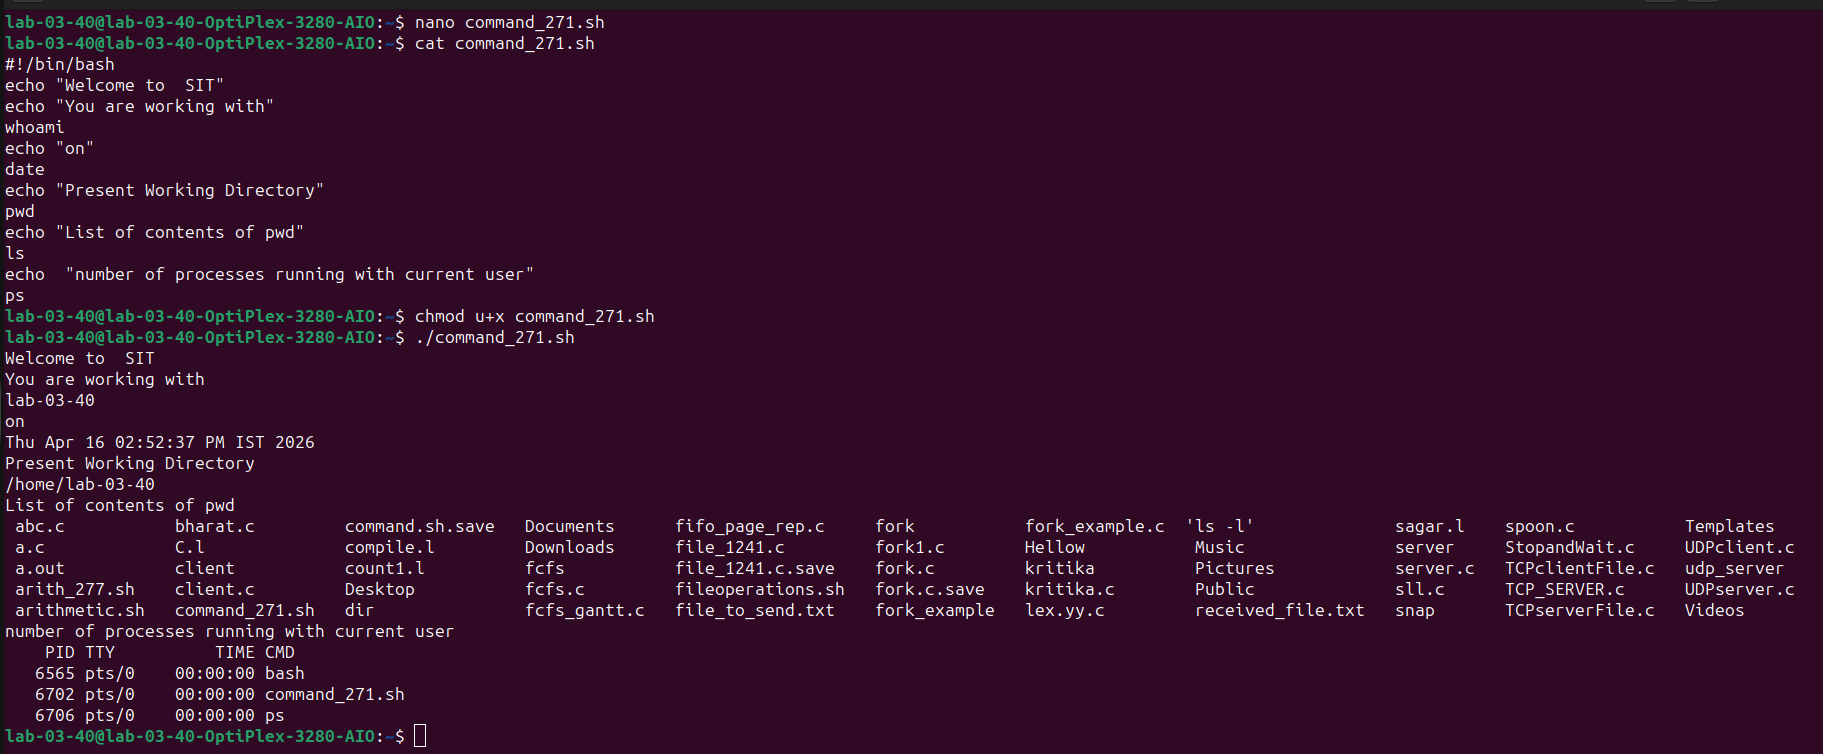 lab-03-40@lab-03-40-OptiPlex-3280-AIO:~$ nano command_271.sh
lab-03-40@lab-03-40-OptiPlex-3280-AIO:~$ cat command_271.sh
#!/bin/bash
echo "Welcome to  SIT"
echo "You are working with"
whoami
echo "on"
date
echo "Present Working Directory"
pwd
echo "List of contents of pwd"
ls
echo  "number of processes running with current user"
ps
lab-03-40@lab-03-40-OptiPlex-3280-AIO:~$ chmod u+x command_271.sh
lab-03-40@lab-03-40-OptiPlex-3280-AIO:~$ ./command_271.sh
Welcome to  SIT
You are working with
lab-03-40
on
Thu Apr 16 02:52:37 PM IST 2026
Present Working Directory
/home/lab-03-40
List of contents of pwd
 abc.c           bharat.c         command.sh.save   Documents      fifo_page_rep.c     fork           fork_example.c  'ls -l'              sagar.l    spoon.c           Templates
 a.c             C.l              compile.l         Downloads      file_1241.c         fork1.c        Hellow           Music               server     StopandWait.c     UDPclient.c
 a.out           client           count1.l          fcfs           file_1241.c.save    fork.c         kritika          Pictures            server.c   TCPclientFile.c   udp_server
 arith_277.sh    client.c         Desktop           fcfs.c         fileoperations.sh   fork.c.save    kritika.c        Public              sll.c      TCP_SERVER.c      UDPserver.c
 arithmetic.sh   command_271.sh   dir               fcfs_gantt.c   file_to_send.txt    fork_example   lex.yy.c         received_file.txt   snap       TCPserverFile.c   Videos
number of processes running with current user
    PID TTY          TIME CMD
   6565 pts/0    00:00:00 bash
   6702 pts/0    00:00:00 command_271.sh
   6706 pts/0    00:00:00 ps
lab-03-40@lab-03-40-OptiPlex-3280-AIO:~$